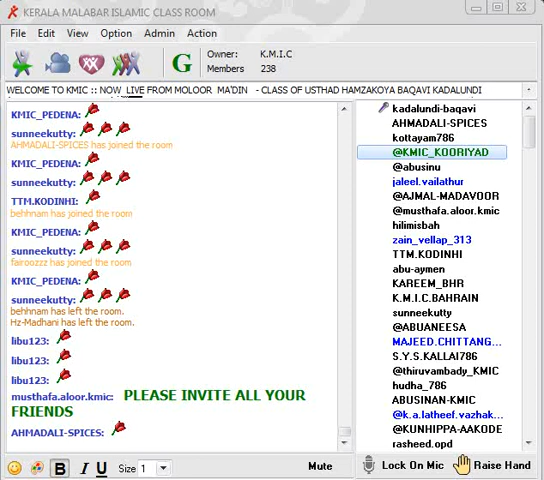 KERALA MALABAR ISLAMIC CLASS ROOM
File Edit View Option Admin Actions
G Owner: K.M.I.C
Members 238
WELCOME TO KMIC :: NOW LIVE FROM MOLOOR MA'DIN - CLASS OF USTHAD HAMZAKOYA BAQAVI KADALUNDI
KMIC_PEDENA:
sunneekutty:
AHMADALI-SPICES has joined the room
KMIC_PEDENA:
sunneekutty:
TTM.KODINHI:
behhnam has joined the room
KMIC_PEDENA:
sunneekutty:
fairoozzz has joined the room
KMIC_PEDENA:
sunneekutty:
behhnam has left the room.
Hz-Madhani has left the room.
libu123:
libu123:
libu123:
musthafa.aloor.kmic: PLEASE INVITE ALL YOUR
FRIENDS
AHMADALI-SPICES:
kadalundi-baqavi
AHMADALI-SPICES
kottayam786
@KMIC_KOORIYAD
@abusinu
jaleel.vailathur
@AJMAL-MADAVOOR
@musthafa.aloor.kmic
hilimisbah
zain_vellap_313
TTM.KODINHI
abu-aymen
KAREEM_BHR
K.M.I.C.BAHRAIN
sunneekutty
@ABUANEESA
MAJEED.CHITTANG...
S.Y.S.KALLAI786
@thiruvambady_KMIC
hudha_786
ABUSINAN-KMIC
@k.a.latheef.vazhak...
@KUNHIPPA-AAKODE
rasheed.opd
B I U Size 1 Mute
Lock On Mic Raise Hand